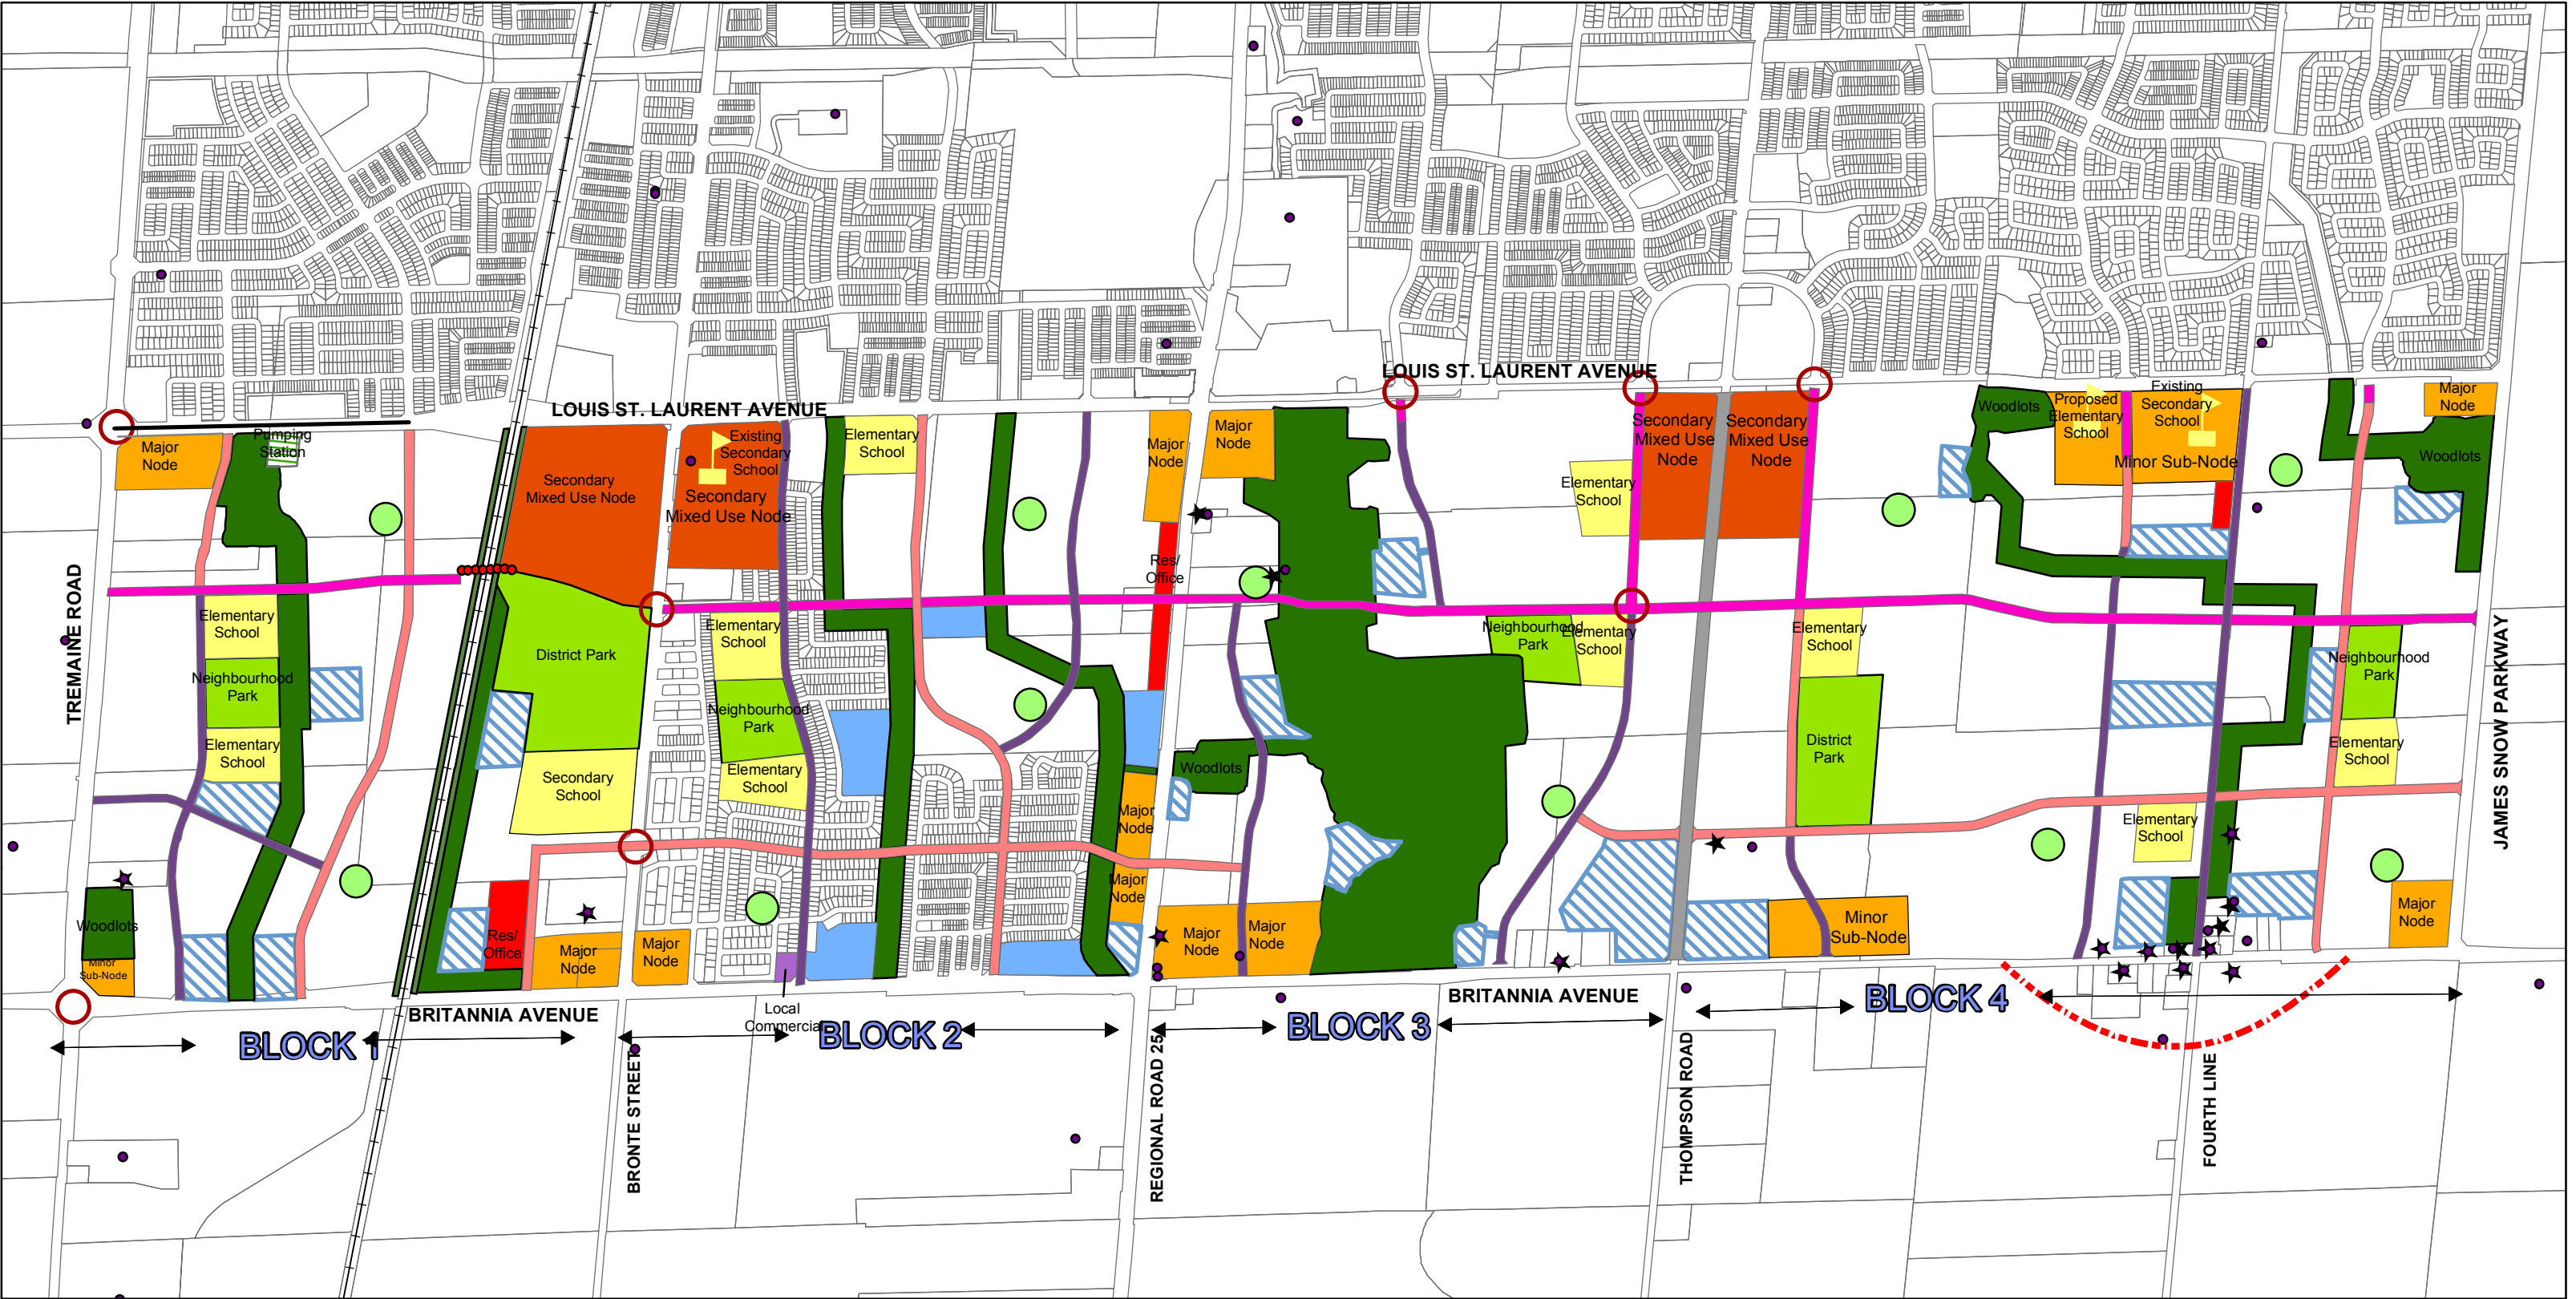 LOUIS ST. LAURENT AVENUE
LOUIS ST. LAURENT AVENUE
Pumping
Station
Major
Node
Elementary
School
Neighbourhood
Park
Elementary
School
TREMAINE ROAD
Woodlots
Minor
Sub-Node
Secondary
Mixed Use Node
District Park
Secondary
School
Res/
Office
Major
Node
Existing
Secondary
School
Secondary
Mixed Use Node
Elementary
School
Elementary
School
Neighbourhood
Park
Elementary
School
Major
Node
Local
Commercial
Major
Node
Res/
Office
Major
Node
Major
Node
Major
Node
Woodlots
Major
Node
Major
Node
Elementary
School
Neighbourhood
Park
Elementary
School
Secondary
Mixed Use
Node
Secondary
Mixed Use
Node
Elementary
School
District
Park
Minor
Sub-Node
Woodlots
Proposed
Elementary
School
Existing
Secondary
School
Minor Sub-Node
Major
Node
Woodlots
Neighbourhood
Park
Elementary
School
Elementary
School
Major
Node
JAMES SNOW PARKWAY
BRITANNIA AVENUE
BRITANNIA AVENUE
BLOCK 1
BLOCK 2
BLOCK 3
BLOCK 4
BRONTE STREET
REGIONAL ROAD 25
THOMPSON ROAD
FOURTH LINE